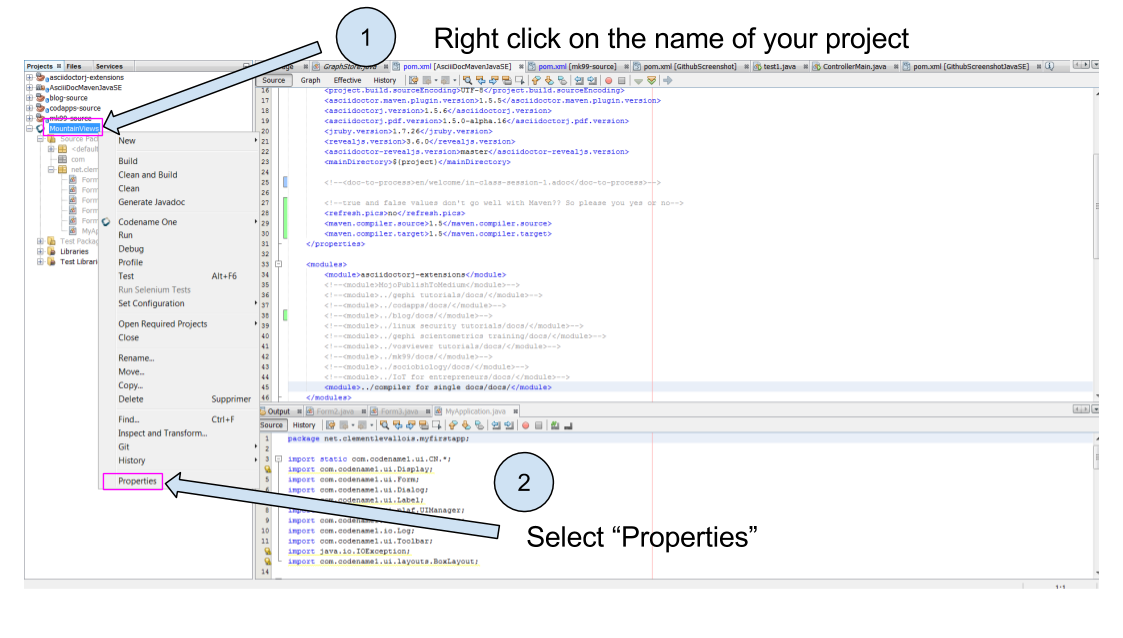 1
Right click on the name of your project
Projects Files Services
GraphStore.java pom.xml [AsciiDocMavenJavaSE] pom.xml [mk99-source] pom.xml [GithubScreenshot] test1.java ControllerMain.java pom.xml [GithubScreenshotJavaSE]
Source Graph Effective History
asciidoctorj-extensions
AsciiDocMavenJavaSE
blog-source
codapps-source
mk99-source
MountainViews
Source Pac
<default
com
net.clem
Form
Form
Form
Form
Form
MyAp
Test Packag
Libraries
Test Librari
New
Build
Clean and Build
Clean
Generate Javadoc
Codename One
Run
Debug
Profile
Test Alt+F6
Run Selenium Tests
Set Configuration
Open Required Projects
Close
Rename...
Move...
Copy...
Delete Supprimer
Find... Ctrl+F
Inspect and Transform...
Git
History
Properties
16 <project.build.sourceEncoding>UTF-8</project.build.sourceEncoding>
17 <asciidoctor.maven.plugin.version>1.5.5</asciidoctor.maven.plugin.version>
18 <asciidoctorj.version>1.5.6</asciidoctorj.version>
19 <asciidoctorj.pdf.version>1.5.0-alpha.16</asciidoctorj.pdf.version>
20 <jruby.version>1.7.26</jruby.version>
21 <revealjs.version>3.6.0</revealjs.version>
22 <asciidoctor-revealjs.version>master</asciidoctor-revealjs.version>
23 <mainDirectory>${project}</mainDirectory>
24
25 <!--<doc-to-process>en/welcome/in-class-session-1.adoc</doc-to-process>-->
26
27 <!--true and false values don't go well with Maven?? So please you yes or no-->
28 <refresh.pics>no</refresh.pics>
29 <maven.compiler.source>1.5</maven.compiler.source>
30 <maven.compiler.target>1.5</maven.compiler.target>
31 </properties>
32
33 <modules>
34 <module>asciidoctorj-extensions</module>
35 <!--<module>MojoPublishToMedium</module>-->
36 <!--<module>../gephi tutorials/docs/</module>-->
37 <!--<module>../codapps/docs/</module>-->
38 <!--<module>../blog/docs/</module>-->
39 <!--<module>../linux security tutorials/docs/</module>-->
40 <!--<module>../gephi scientometrics training/docs/</module>-->
41 <!--<module>../vosviewer tutorials/docs/</module>-->
42 <!--<module>../mk99/docs/</module>-->
43 <!--<module>../sociobiology/docs/</module>-->
44 <!--<module>../IoT for entrepreneurs/docs/</module>-->
45 <module>../compiler for single docs/docs/</module>
46 </modules>
Output Form2.java Form3.java MyApplication.java
Source History
1 package net.clementlevallois.myfirstapp;
2
3 import static com.codename1.ui.CN.*;
import com.codename1.ui.Display;
5 import com.codename1.ui.Form;
import com.codename1.ui.Dialog;
com.codename1.ui.Label;
8 .plaf.UIManager;
9 import com.codename1.
10 import com.codename1.io.Log;
11 import com.codename1.ui.Toolbar;
import java.io.IOException;
import com.codename1.ui.layouts.BoxLayout;
14
2
Select “Properties”
1:1